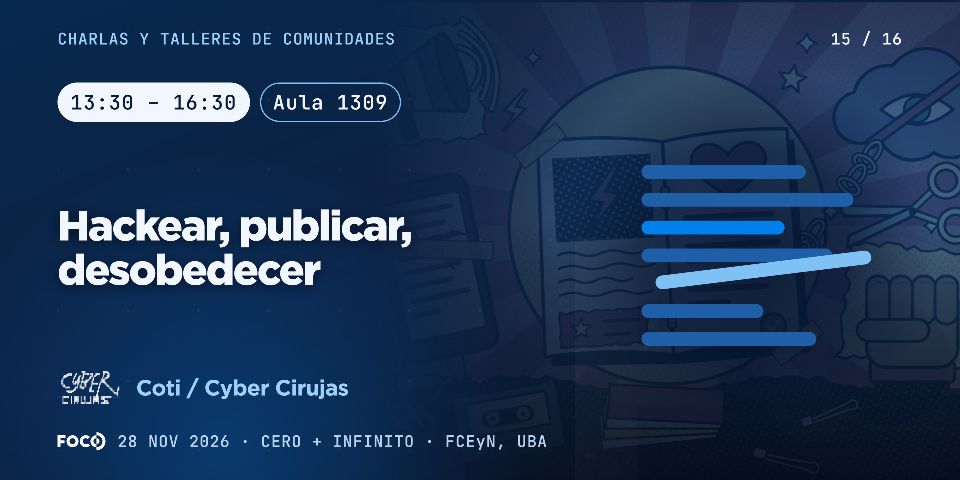 CHARLAS Y TALLERES DE COMUNIDADES
15 / 16
13:30 – 16:30
Aula 1309
Hackear, publicar,
desobedecer
CYBER
CIRUJAS
Coti / Cyber Cirujas
FOCO
28 NOV 2026 · CERO + INFINITO · FCEyN, UBA